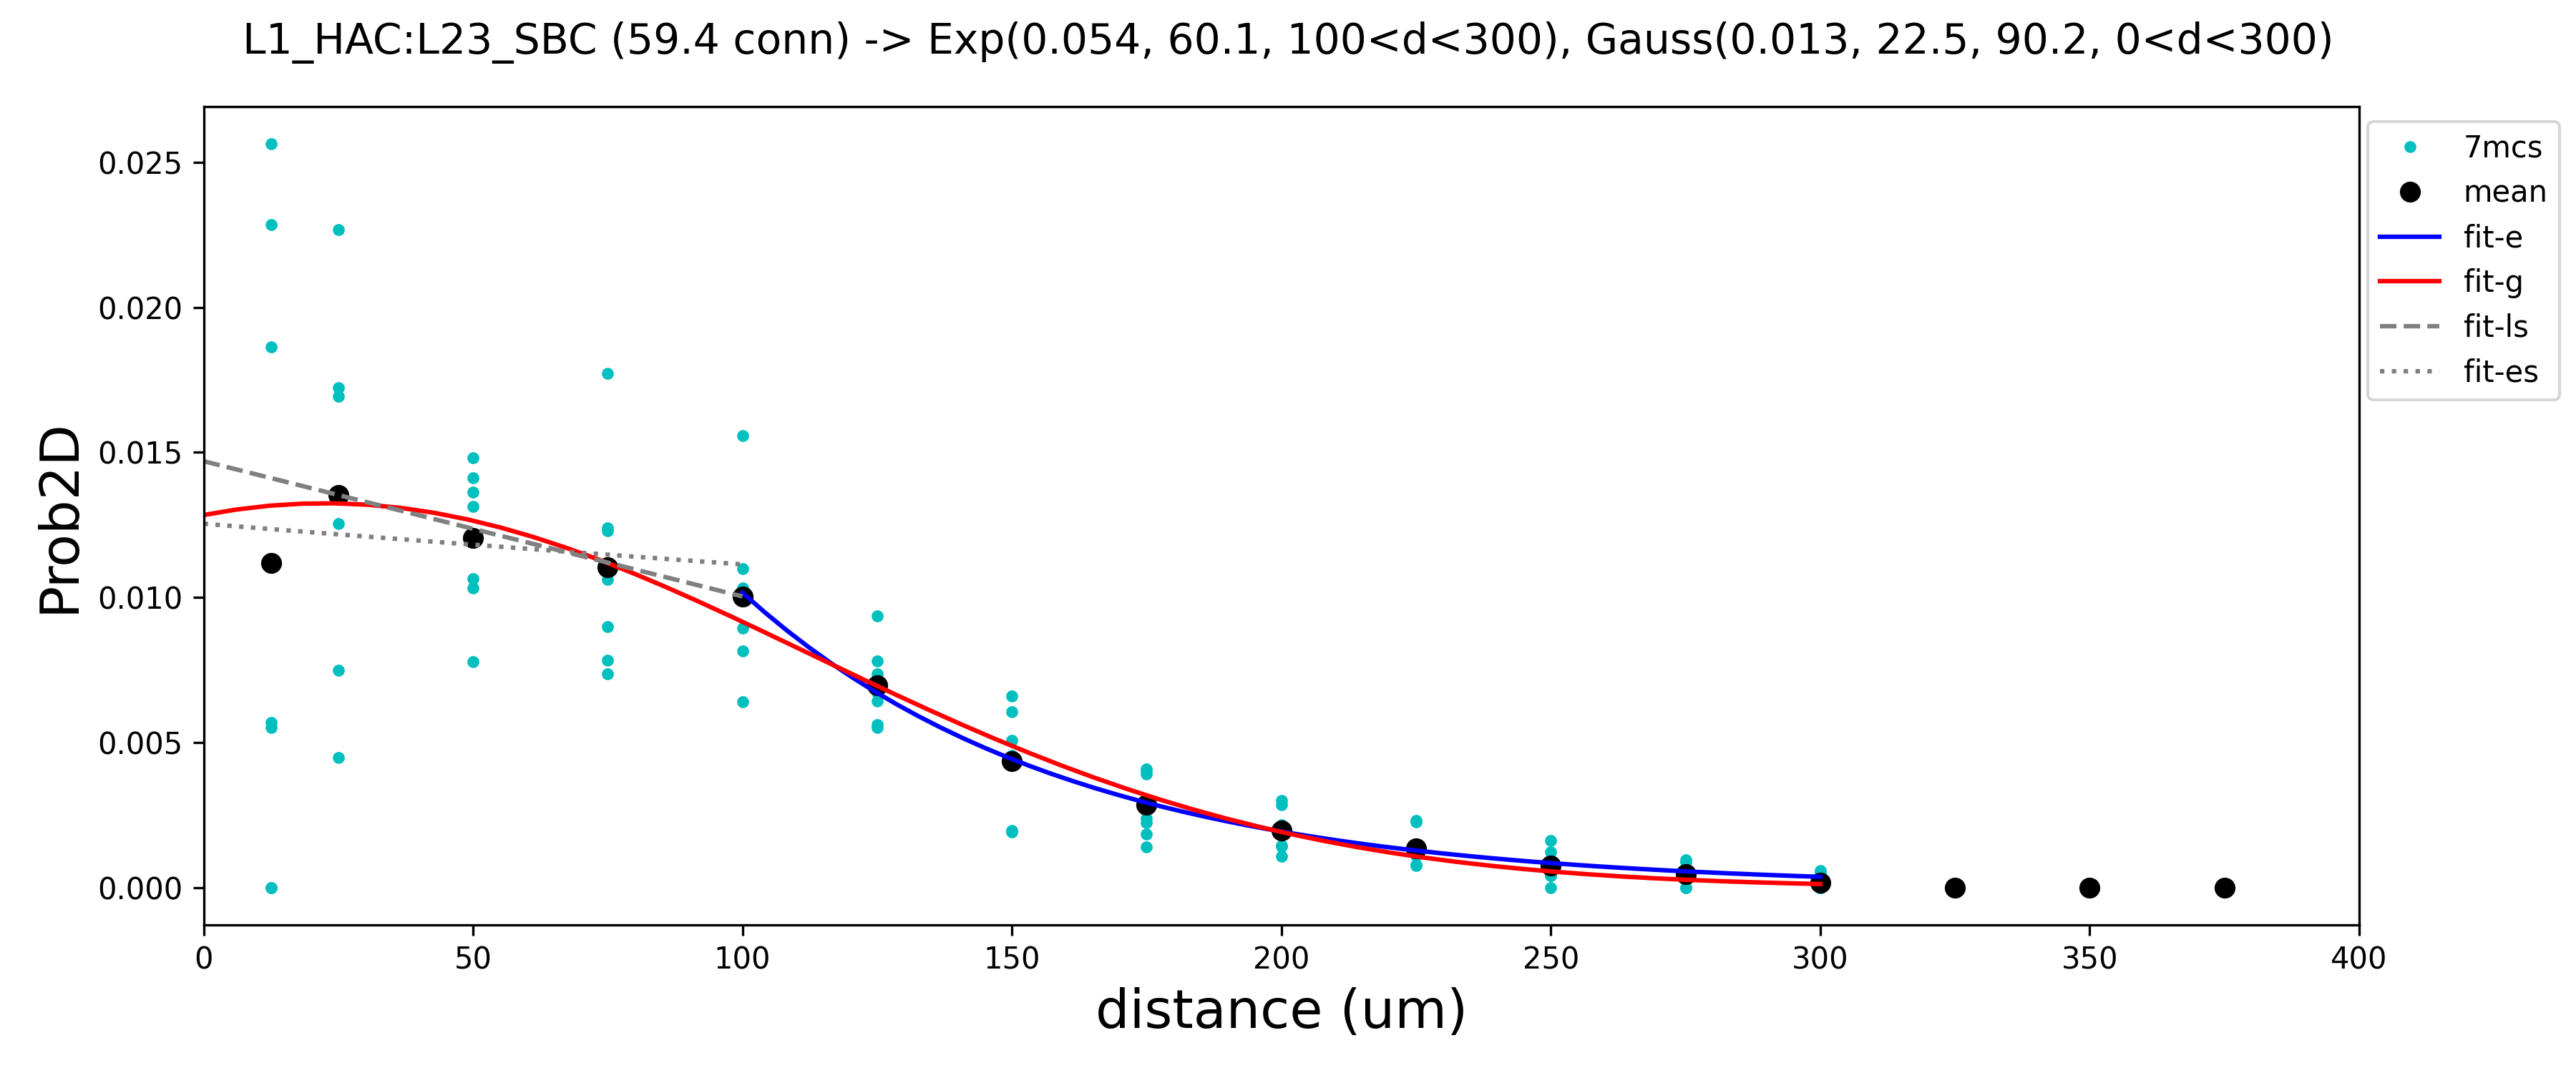 L1_HAC:L23_SBC (59.4 conn) -> Exp(0.054, 60.1, 100<d<300), Gauss(0.013, 22.5, 90.2, 0<d<300)
7mcs
mean
fit-e
fit-g
fit-ls
fit-es
Prob2D
0.025
0.020
0.015
0.010
0.005
0.000
0 50 100 150 200 250 300 350 400
distance (um)